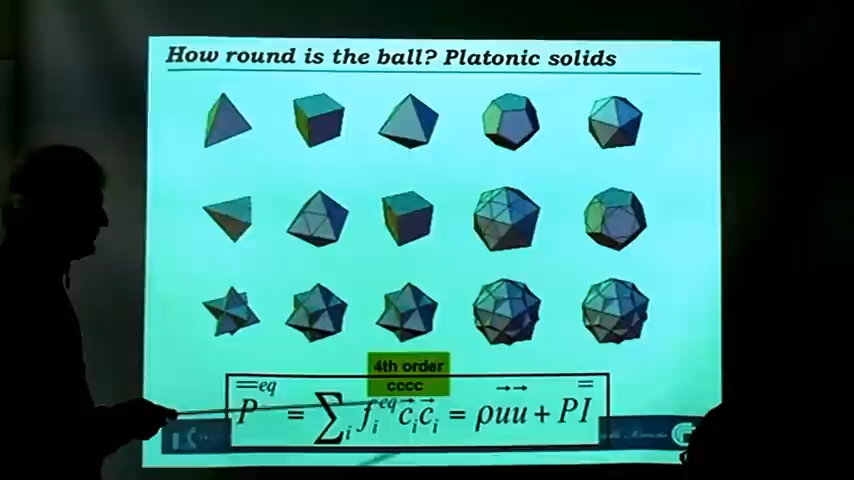 How round is the ball? Platonic solids
4th order
cccc
P^eq = ∑_i f_i^eq c_i c_i = ρuu + PI